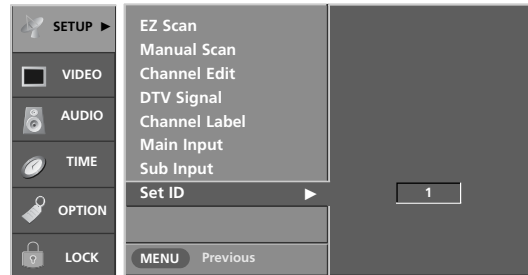 SETUP ►
VIDEO
AUDIO
TIME
OPTION
LOCK
EZ Scan
Manual Scan
Channel Edit
DTV Signal
Channel Label
Main Input
Sub Input
Set ID ►
1
MENU Previous